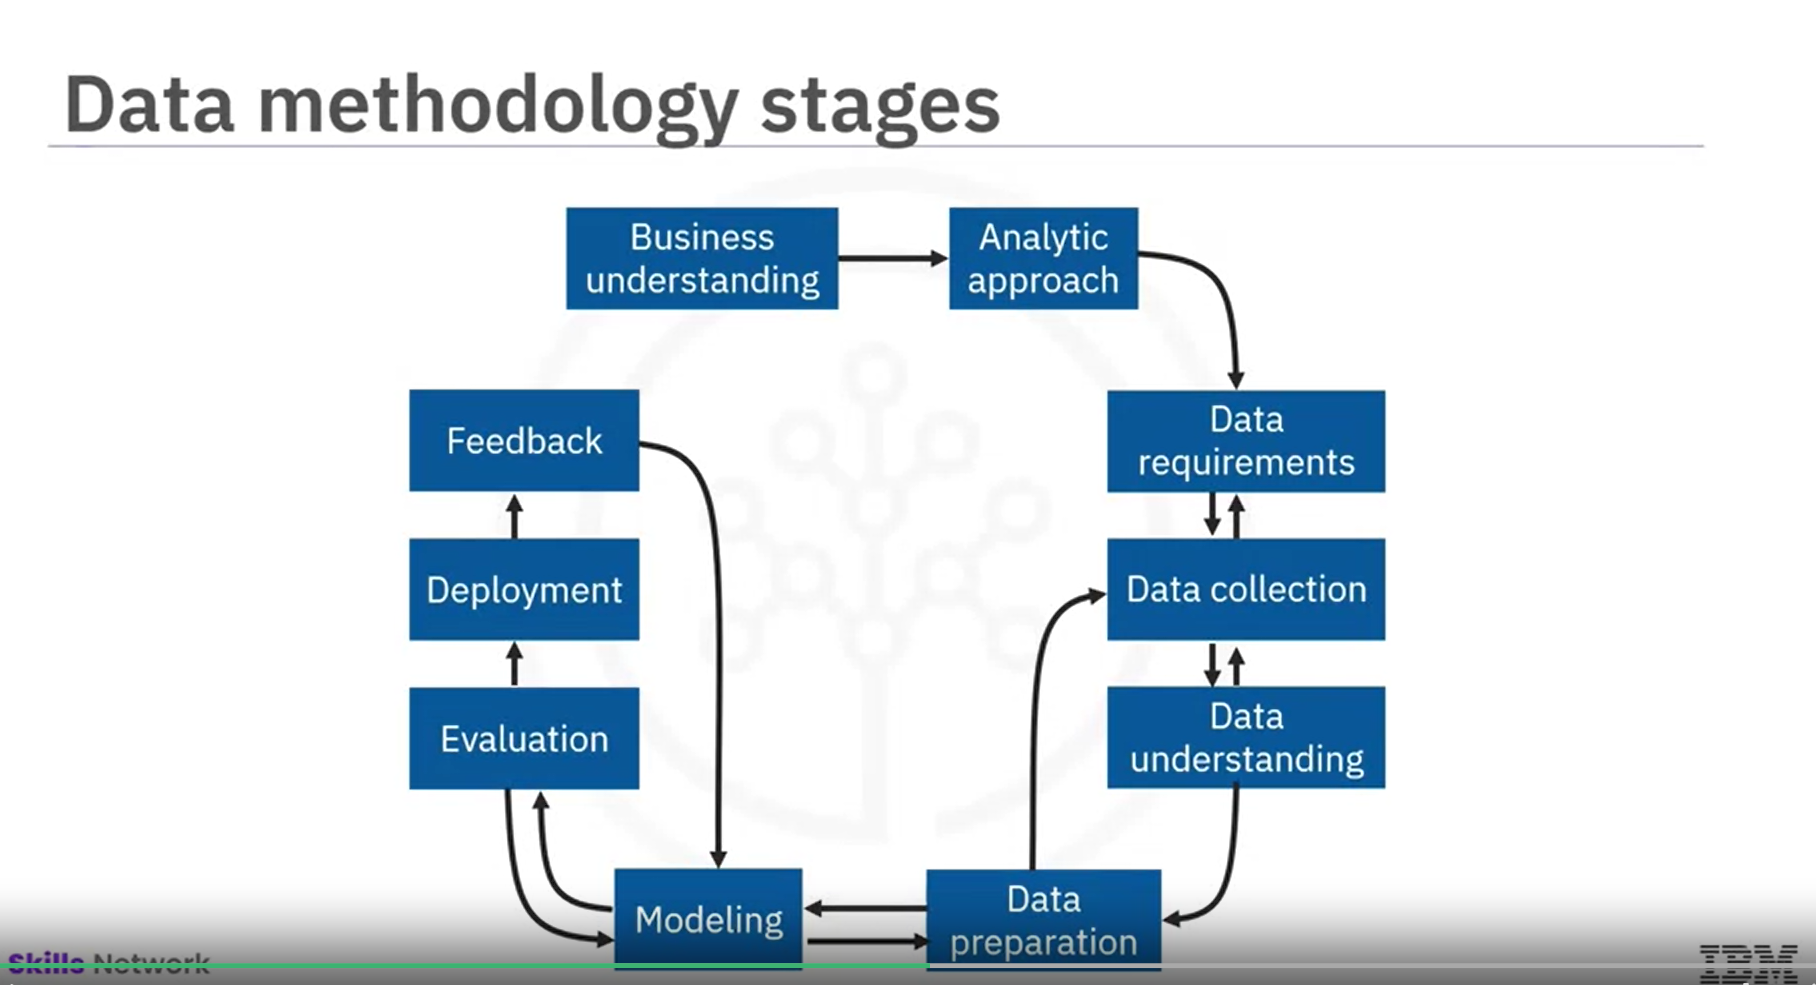 Data methodology stages
Business
understanding
Analytic
approach
Feedback
Data
requirements
Deployment
Data collection
Evaluation
Data
understanding
Modeling
Data
preparation
Skills Network
IBM